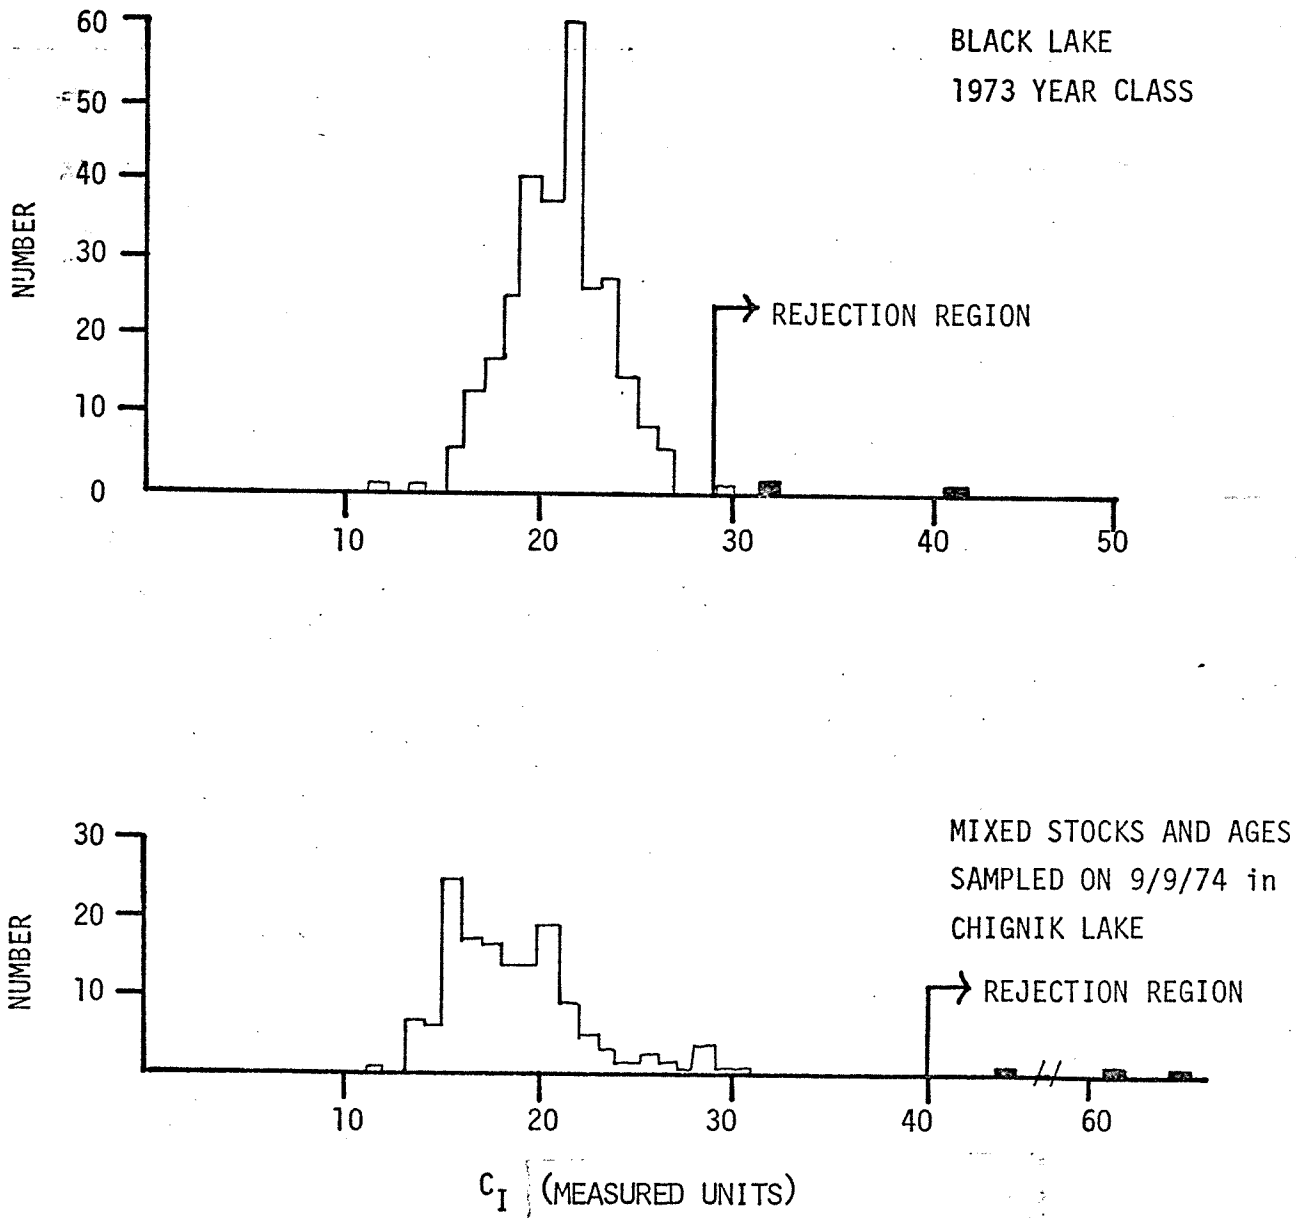 BLACK LAKE
1973 YEAR CLASS
NUMBER
60
50
40
30
20
10
0
REJECTION REGION
10 20 30 40 50
MIXED STOCKS AND AGES
SAMPLED ON 9/9/74 in
CHIGNIK LAKE
NUMBER
30
20
10
REJECTION REGION
10 20 30 40 60
C_I (MEASURED UNITS)